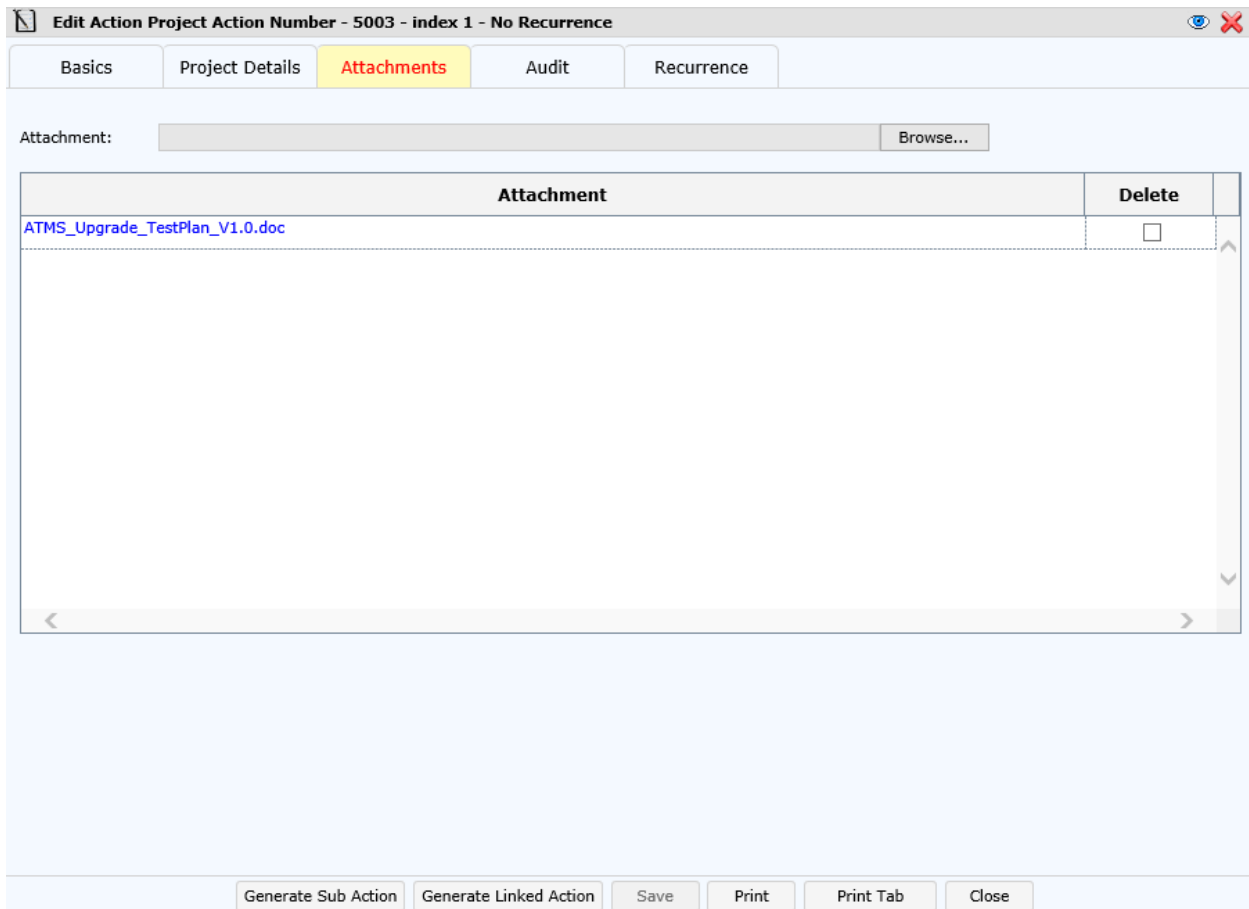 Edit Action Project Action Number - 5003 - index 1 - No Recurrence
Basics Project Details Attachments Audit Recurrence
Attachment: Browse...
Attachment Delete
ATMS_Upgrade_TestPlan_V1.0.doc
Generate Sub Action Generate Linked Action Save Print Print Tab Close